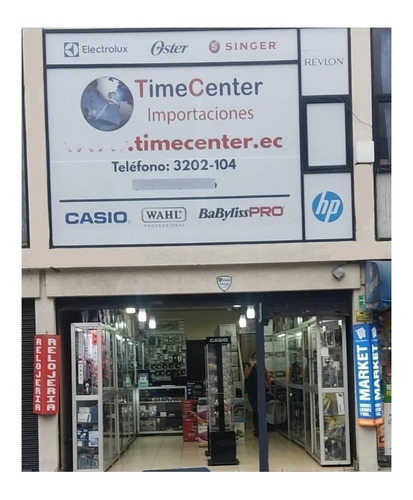 Electrolux Oster SINGER
REVLON
TimeCenter
Importaciones
.timecenter.ec
Teléfono: 3202-104
CASIO WAHL BaBylissPRO hp
PROFESSIONAL
CASIO
RELOJERIA
RELOJERIA
MARKET
MARKET